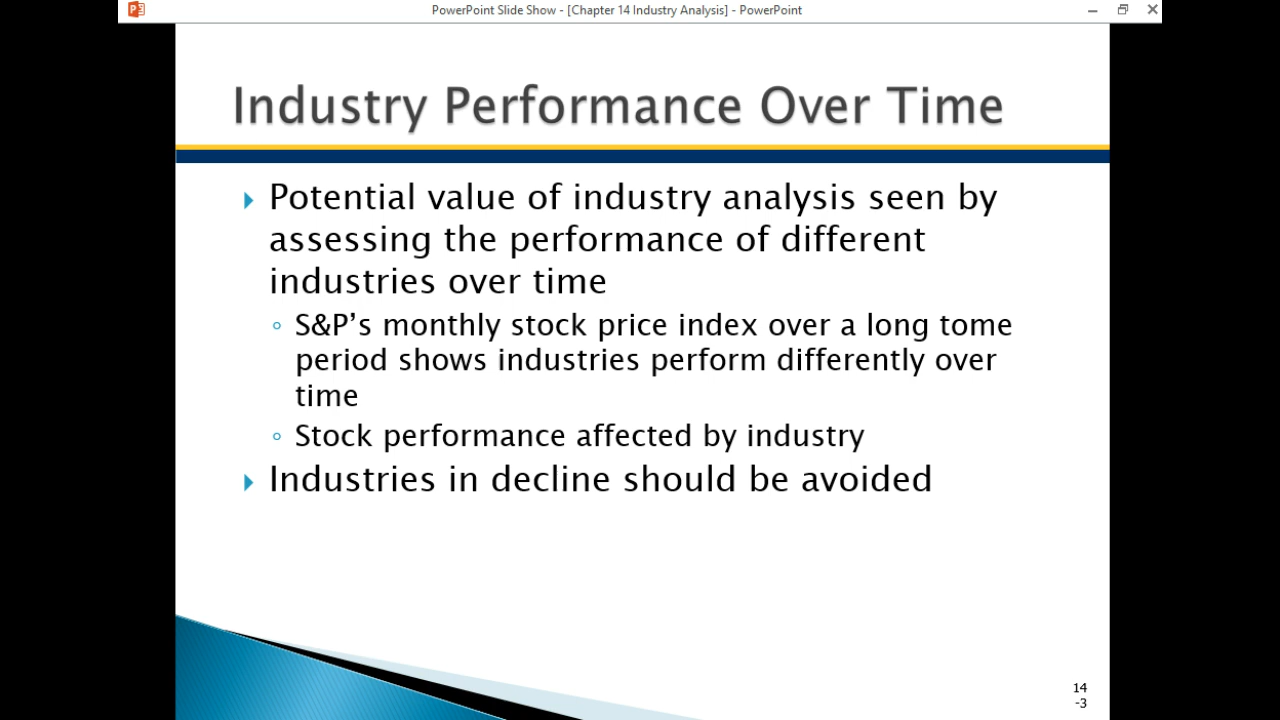 PowerPoint Slide Show - [Chapter 14 Industry Analysis] - PowerPoint
Industry Performance Over Time
Potential value of industry analysis seen by
assessing the performance of different
industries over time
S&P’s monthly stock price index over a long tome
period shows industries perform differently over
time
Stock performance affected by industry
Industries in decline should be avoided
14
-3